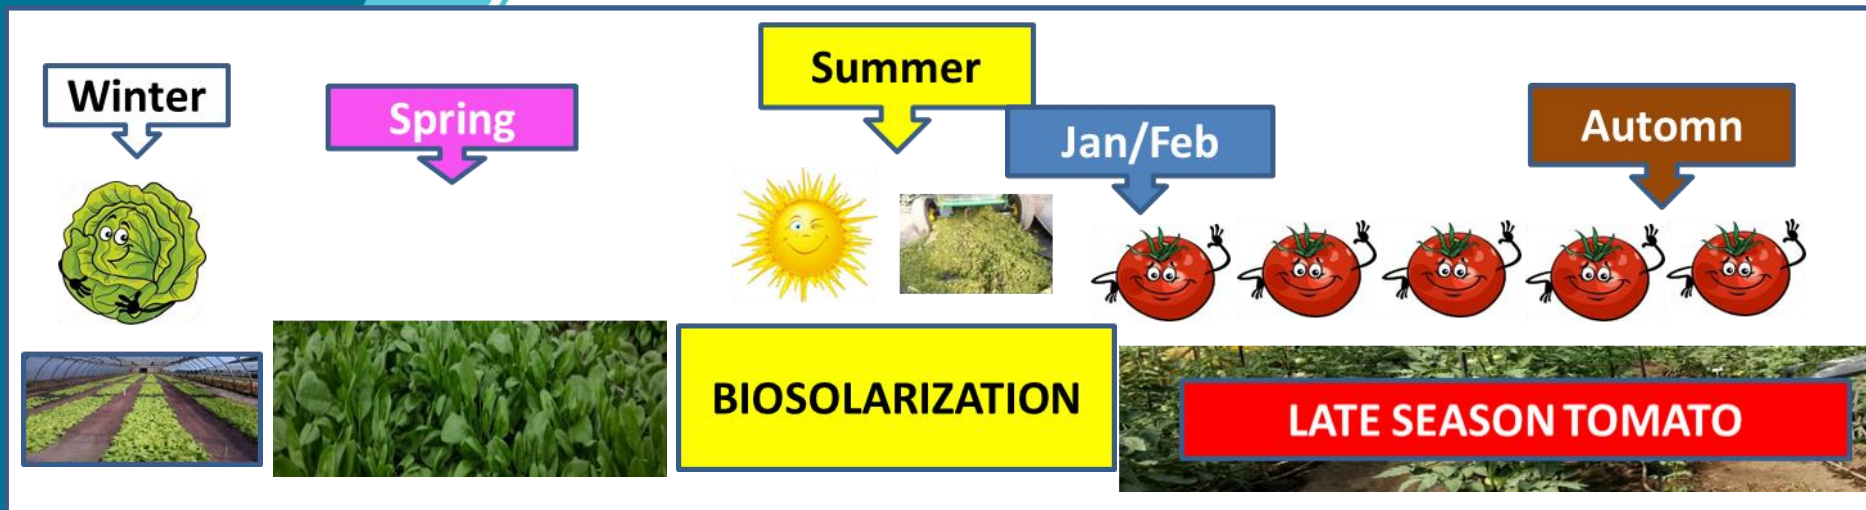 Winter
Spring
Summer
Jan/Feb
Automn
BIOSOLARIZATION
LATE SEASON TOMATO